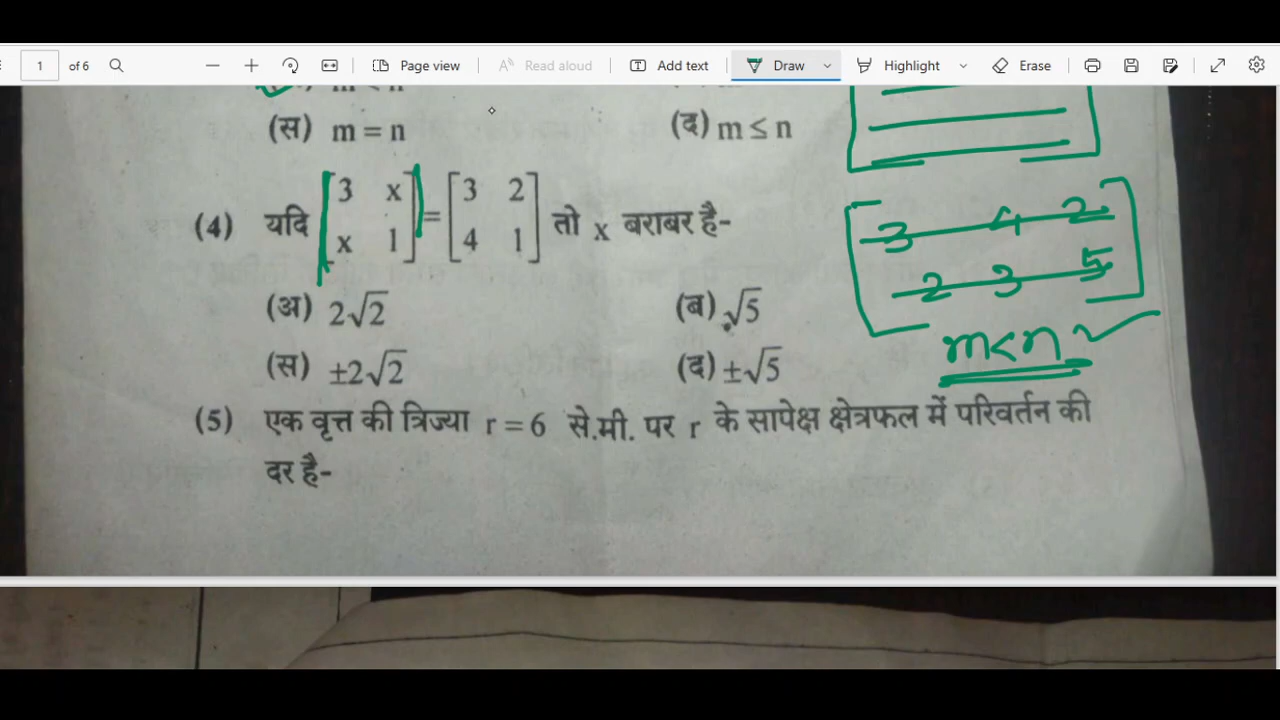 1 of 6 Page view Read aloud Add text Draw Highlight Erase
(स) m = n (द) m ≤ n
(4) यदि [3 x; x 1] = [3 2; 4 1] तो x बराबर है-
(अ) 2√2 (ब) √5
(स) ±2√2 (द) ±√5
(5) एक वृत्त की त्रिज्या r = 6 से.मी. पर r के सापेक्ष क्षेत्रफल में परिवर्तन की
दर है-
3 4 2
2 3 5
m<n